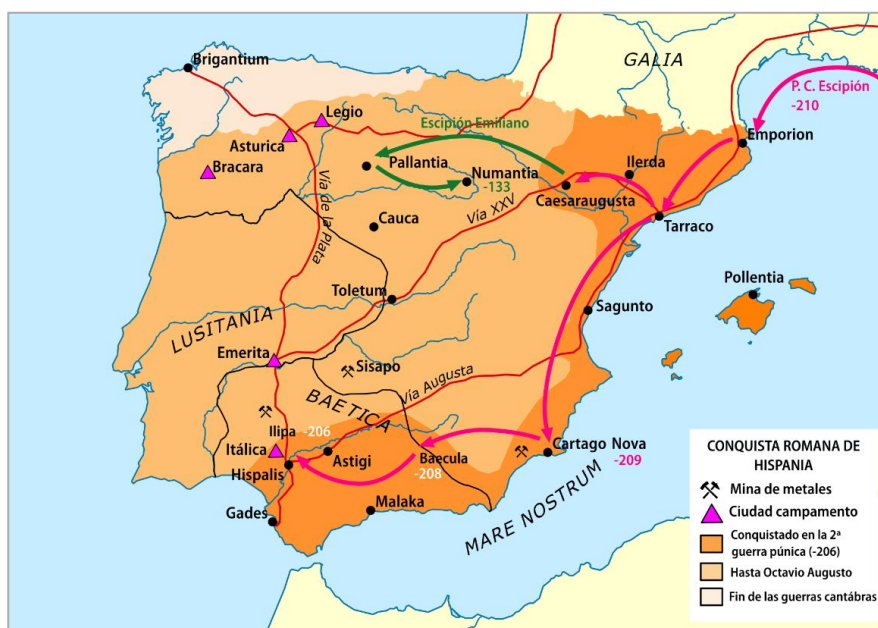 Brigantium
GALIA
P. C. Escipión
-210
Legio
Escipión Emiliano
Asturica
Emporion
Bracara
Pallantia
Numantia
-133
Ilerda
Caesaraugusta
Vía de la Plata
Cauca
Vía XXV
Tarraco
Pollentia
Toletum
Sagunto
LUSITANIA
Emerita
Sisapo
Vía Augusta
BAETICA
Ilipa -206
Itálica
Hispalis
Astigi
Baecula
-208
Cartago Nova
-209
Gades
Malaka
MARE NOSTRUM
CONQUISTA ROMANA DE
HISPANIA
Mina de metales
Ciudad campamento
Conquistado en la 2ª
guerra púnica (-206)
Hasta Octavio Augusto
Fin de las guerras cantábras